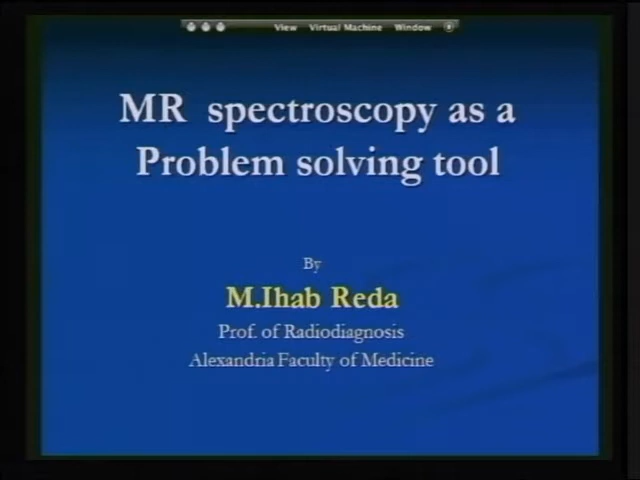 View Virtual Machine Window
MR spectroscopy as a
Problem solving tool
By
M.Ihab Reda
Prof. of Radiodiagnosis
Alexandria Faculty of Medicine